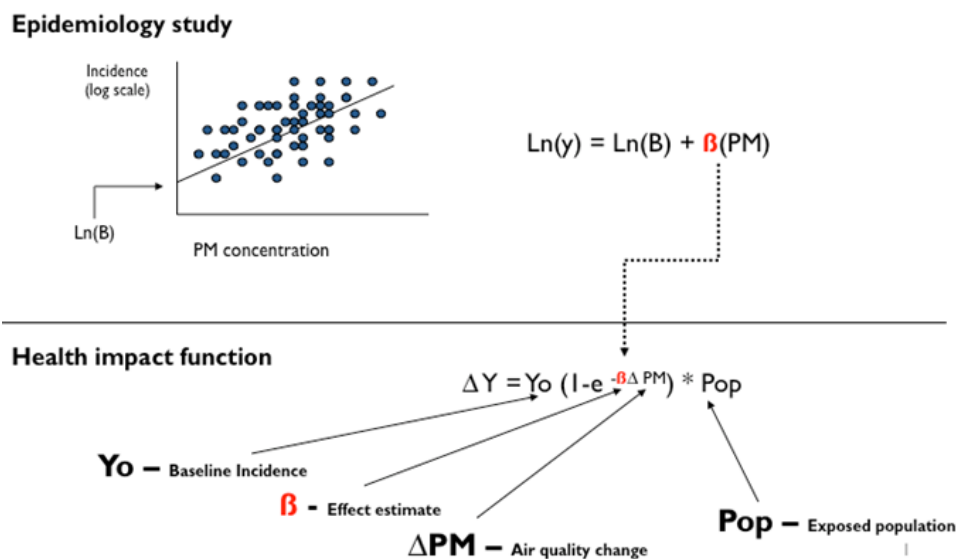 Epidemiology study
Incidence
(log scale)
Ln(y) = Ln(B) + ß(PM)
Ln(B)
PM concentration
Health impact function
ΔY = Yo (1-e -ßΔ PM) * Pop
Yo – Baseline Incidence
ß - Effect estimate
Pop – Exposed population
ΔPM – Air quality change